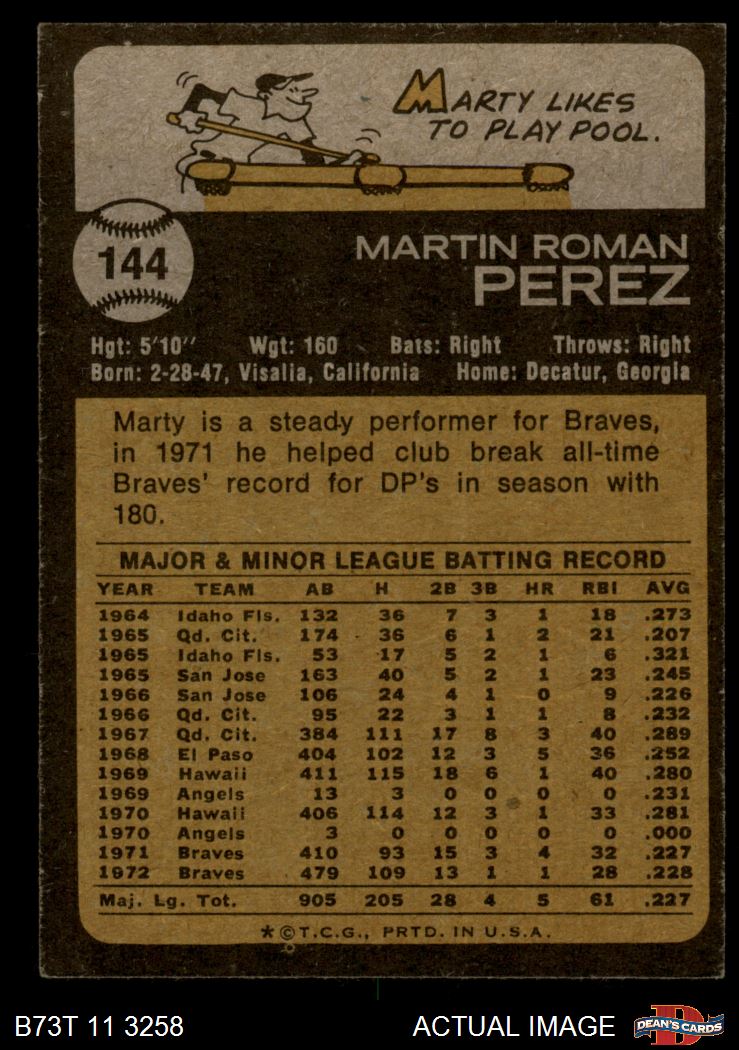 MARTY LIKES
TO PLAY POOL.
144
MARTIN ROMAN
PEREZ
Hgt: 5'10" Wgt: 160 Bats: Right Throws: Right
Born: 2-28-47, Visalia, California Home: Decatur, Georgia
Marty is a steady performer for Braves,
in 1971 he helped club break all-time
Braves' record for DP's in season with
180.
MAJOR & MINOR LEAGUE BATTING RECORD
YEAR TEAM AB H 2B 3B HR RBI AVG
1964 Idaho Fls. 132 36 7 3 1 18 .273
1965 Qd. Cit. 174 36 6 1 2 21 .207
1965 Idaho Fls. 53 17 5 2 1 6 .321
1965 San Jose 163 40 5 2 1 23 .245
1966 San Jose 106 24 4 1 0 9 .226
1966 Qd. Cit. 95 22 3 1 1 8 .232
1967 Qd. Cit. 384 111 17 8 3 40 .289
1968 El Paso 404 102 12 3 5 36 .252
1969 Hawaii 411 115 18 6 1 40 .280
1969 Angels 13 3 0 0 0 0 .231
1970 Hawaii 406 114 12 3 1 33 .281
1970 Angels 3 0 0 0 0 0 .000
1971 Braves 410 93 15 3 4 32 .227
1972 Braves 479 109 13 1 1 28 .228
Maj. Lg. Tot. 905 205 28 4 5 61 .227
*©T.C.G., PRTD. IN U.S.A.
B73T 11 3258 ACTUAL IMAGE DEAN'S CARDS